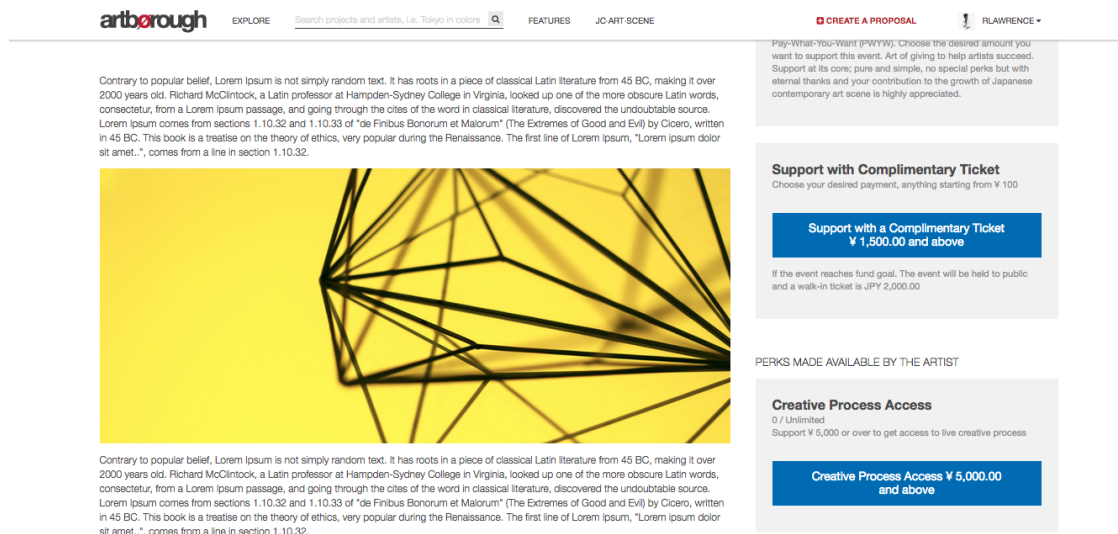 artbørough
EXPLORE
Search projects and artists, i.e. Tokyo in colors
FEATURES
JC-ART-SCENE
CREATE A PROPOSAL
RLAWRENCE
Contrary to popular belief, Lorem Ipsum is not simply random text. It has roots in a piece of classical Latin literature from 45 BC, making it over
2000 years old. Richard McClintock, a Latin professor at Hampden-Sydney College in Virginia, looked up one of the more obscure Latin words,
consectetur, from a Lorem Ipsum passage, and going through the cites of the word in classical literature, discovered the undoubtable source.
Lorem Ipsum comes from sections 1.10.32 and 1.10.33 of "de Finibus Bonorum et Malorum" (The Extremes of Good and Evil) by Cicero, written
in 45 BC. This book is a treatise on the theory of ethics, very popular during the Renaissance. The first line of Lorem Ipsum, "Lorem ipsum dolor
sit amet..", comes from a line in section 1.10.32.
Contrary to popular belief, Lorem Ipsum is not simply random text. It has roots in a piece of classical Latin literature from 45 BC, making it over
2000 years old. Richard McClintock, a Latin professor at Hampden-Sydney College in Virginia, looked up one of the more obscure Latin words,
consectetur, from a Lorem Ipsum passage, and going through the cites of the word in classical literature, discovered the undoubtable source.
Lorem Ipsum comes from sections 1.10.32 and 1.10.33 of "de Finibus Bonorum et Malorum" (The Extremes of Good and Evil) by Cicero, written
in 45 BC. This book is a treatise on the theory of ethics, very popular during the Renaissance. The first line of Lorem Ipsum, "Lorem ipsum dolor
sit amet..", comes from a line in section 1.10.32.
Pay-What-You-Want (PWYW). Choose the desired amount you
want to support this event. Art of giving to help artists succeed.
Support at its core; pure and simple, no special perks but with
eternal thanks and your contribution to the growth of Japanese
contemporary art scene is highly appreciated.
Support with Complimentary Ticket
Choose your desired payment, anything starting from ¥ 100
Support with a Complimentary Ticket
¥ 1,500.00 and above
If the event reaches fund goal. The event will be held to public
and a walk-in ticket is JPY 2,000.00
PERKS MADE AVAILABLE BY THE ARTIST
Creative Process Access
0 / Unlimited
Support ¥ 5,000 or over to get access to live creative process
Creative Process Access ¥ 5,000.00
and above